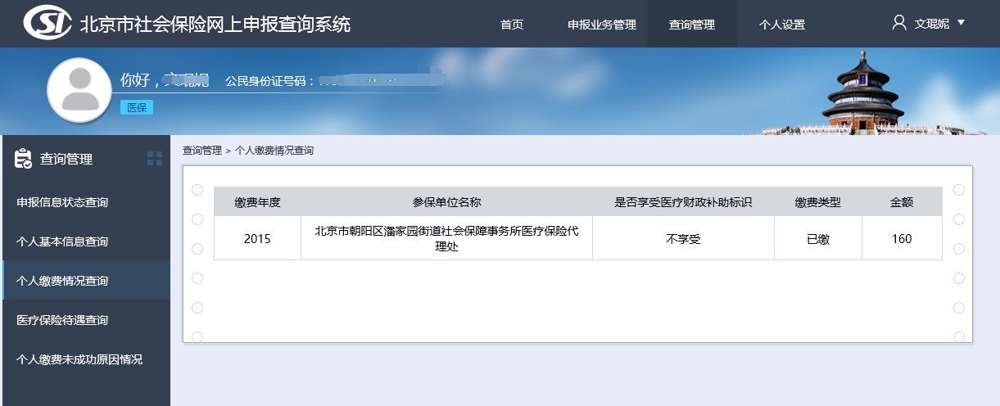 CSI 北京市社会保险网上申报查询系统 首页 申报业务管理 查询管理 个人设置 文琨妮
你好，
公民身份证号码：
医保
查询管理
申报信息状态查询
个人基本信息查询
个人缴费情况查询
医疗保险待遇查询
个人缴费未成功原因情况
查询管理 > 个人缴费情况查询
缴费年度 参保单位名称 是否享受医疗财政补助标识 缴费类型 金额
2015 北京市朝阳区潘家园街道社会保障事务所医疗保险代 不享受 已缴 160
理处